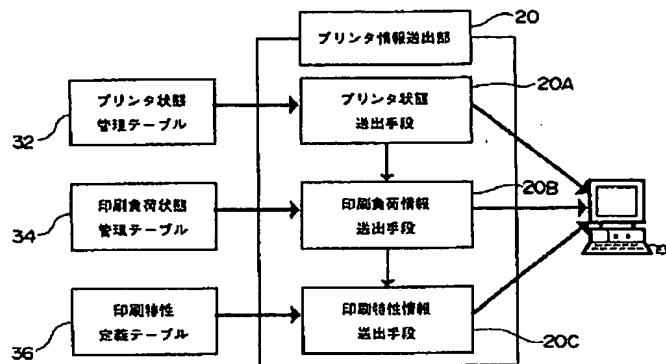 20
プリンタ情報送出部
20A
プリンタ状態
管理テーブル
プリンタ状態
送出手段
32
20B
印刷負荷状態
管理テーブル
印刷負荷情報
送出手段
34
印刷特性
定義テーブル
印刷特性情報
送出手段
36
20C